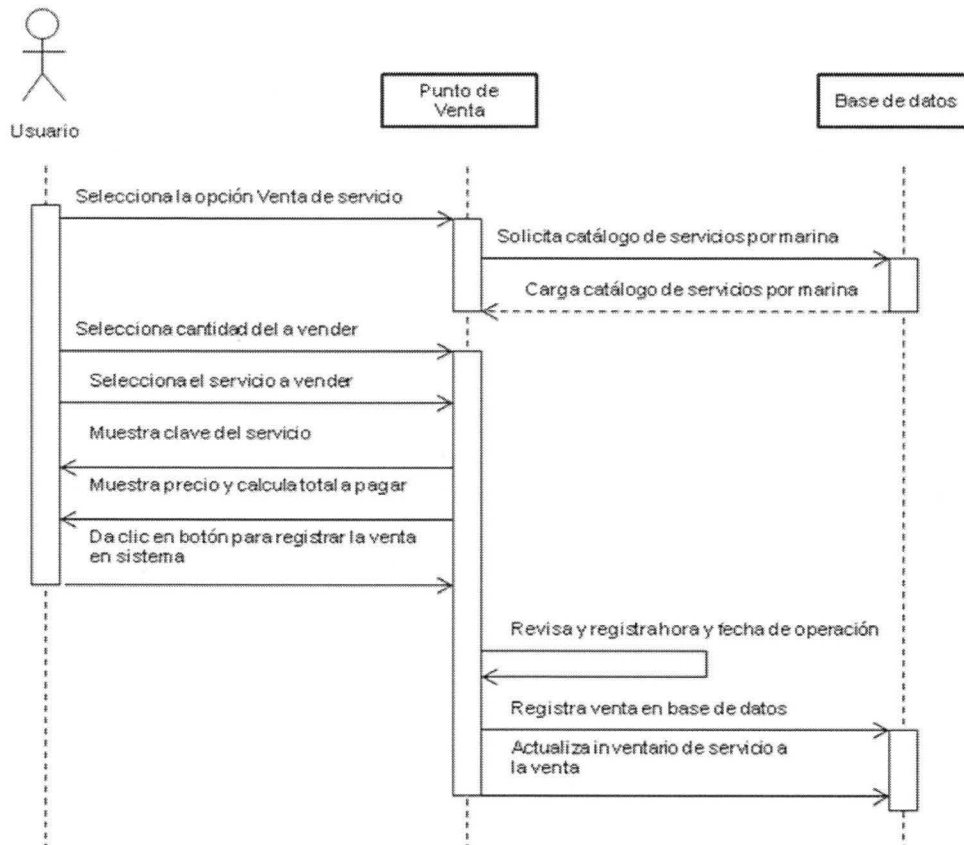 Usuario
Punto de
Venta
Base de datos
Selecciona la opción Venta de servicio
Solicita catálogo de servicios por marina
Carga catálogo de servicios por marina
Selecciona cantidad del a vender
Selecciona el servicio a vender
Muestra clave del servicio
Muestra precio y calcula total a pagar
Da clic en botón para registrar la venta
en sistema
Revisa y registra hora y fecha de operación
Registra venta en base de datos
Actualiza inventario de servicio a
la venta